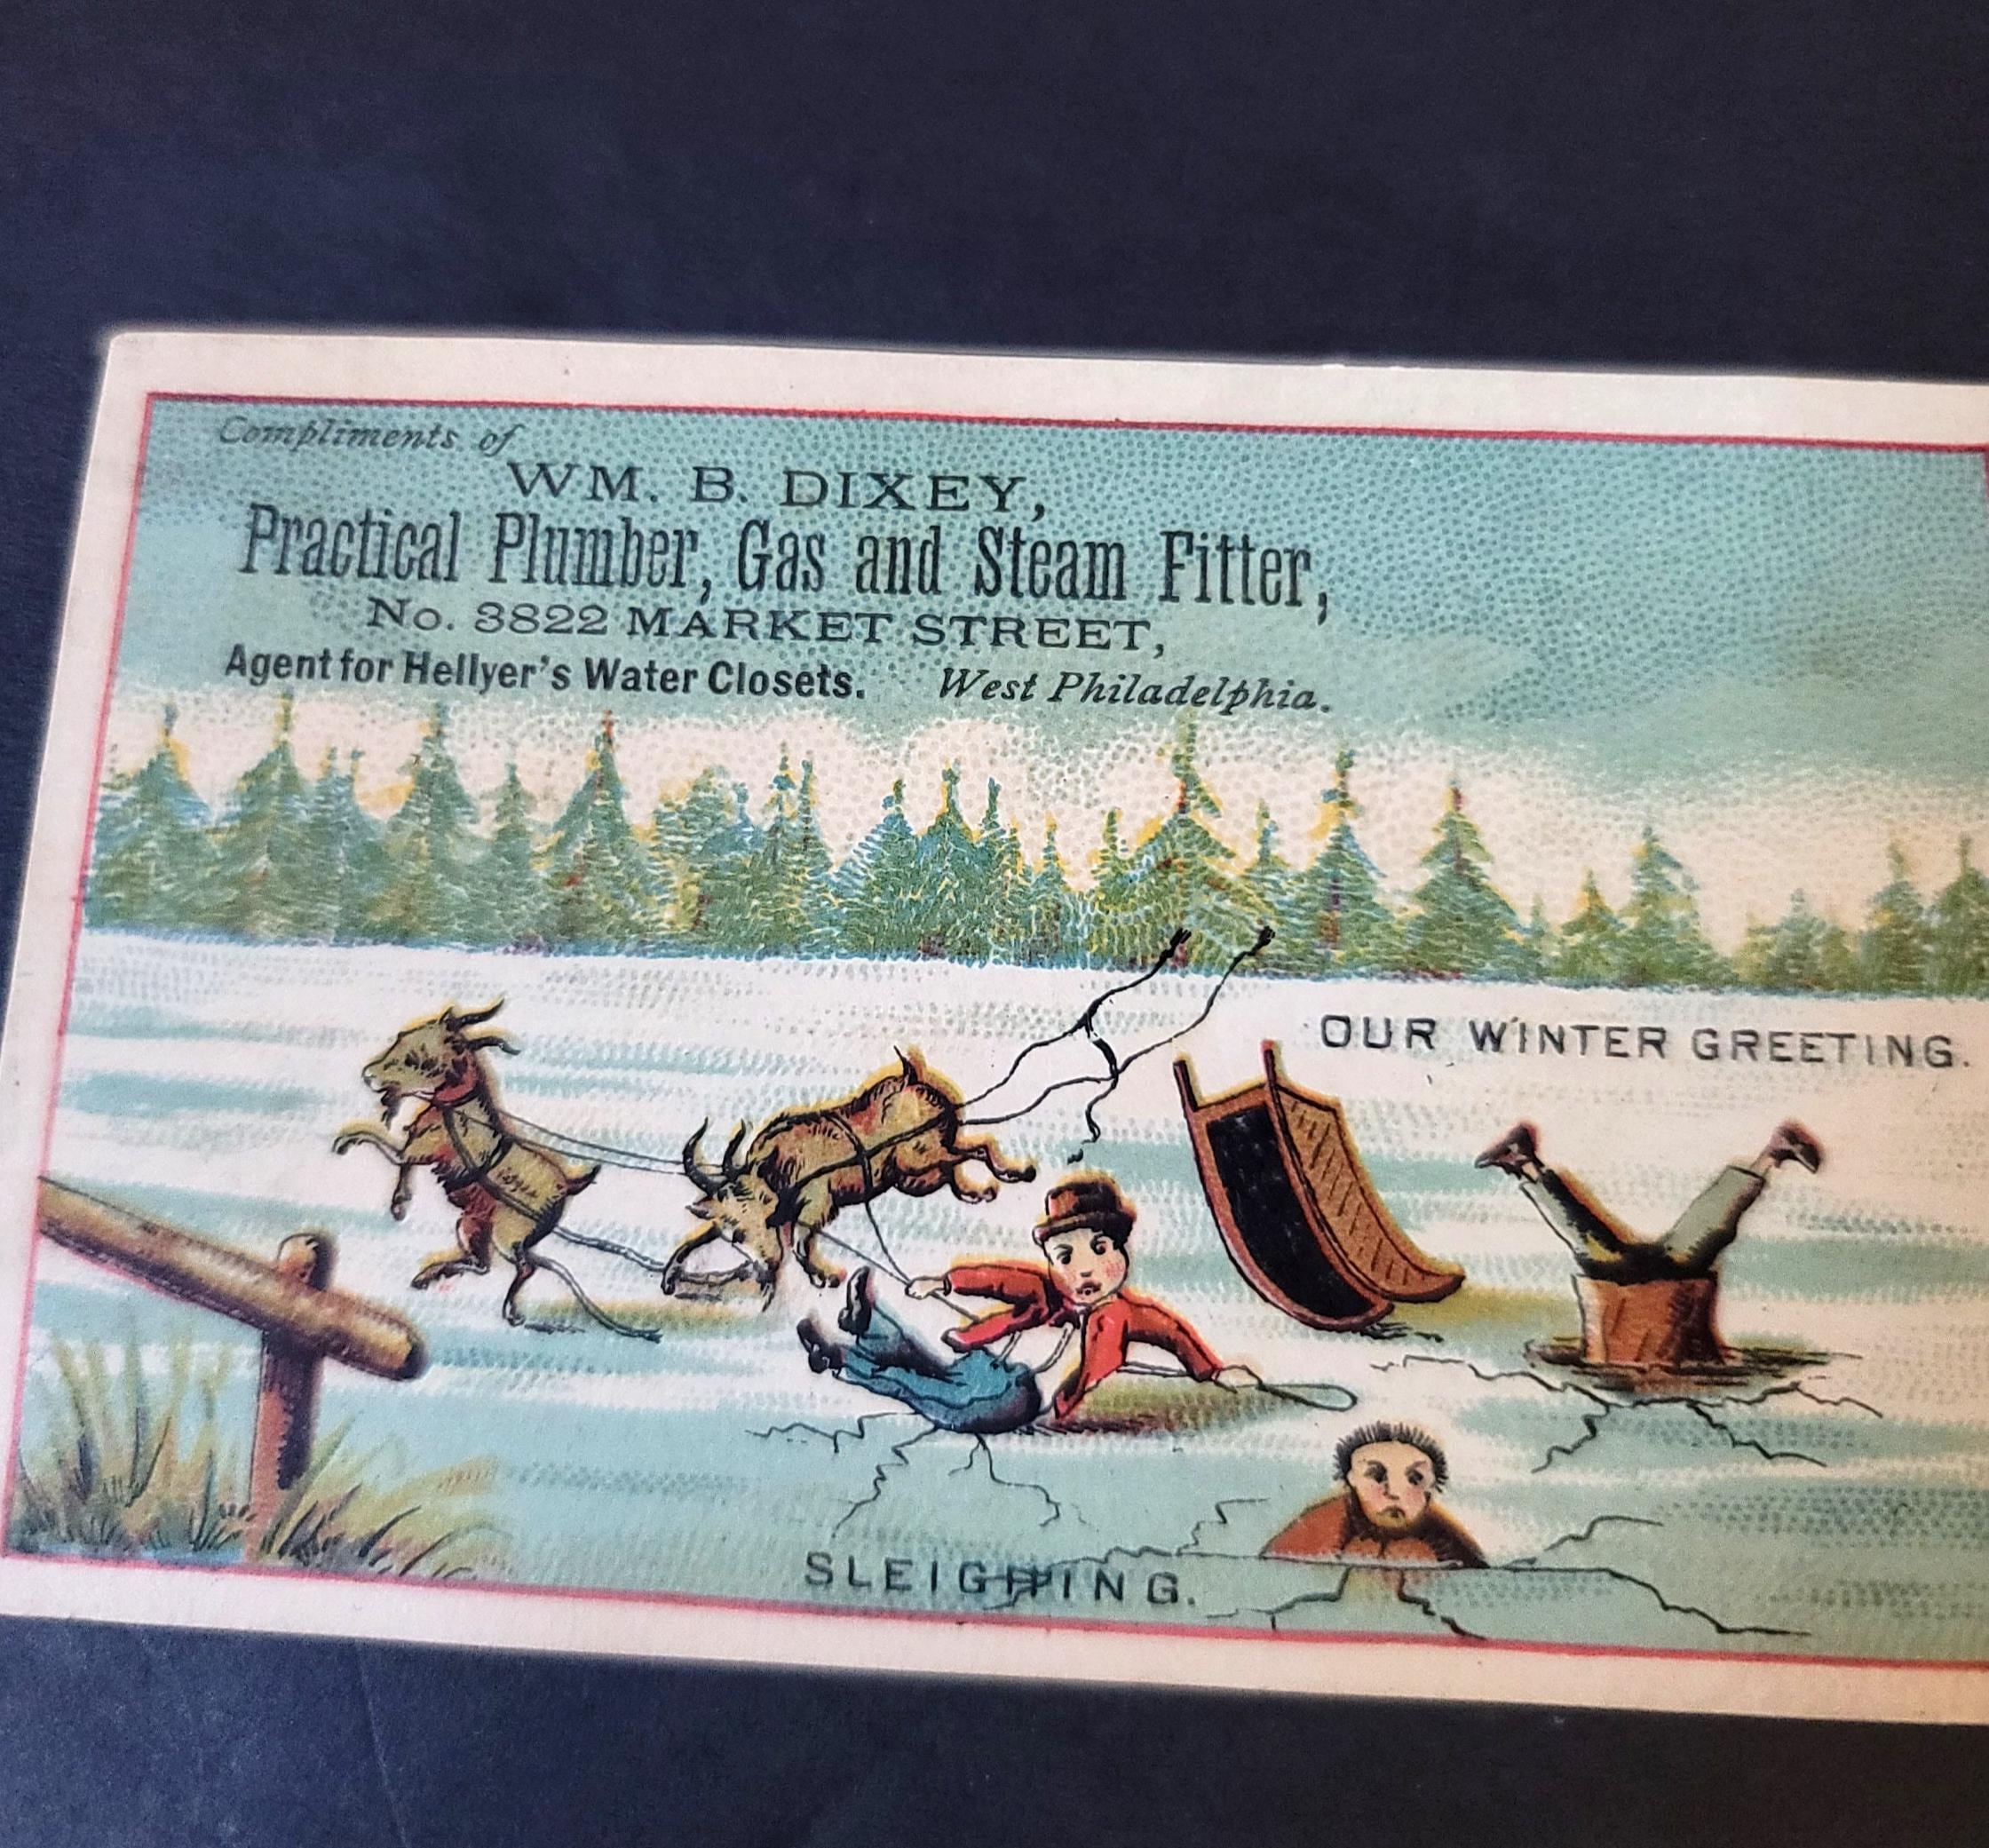 Compliments of
WM. B. DIXEY,
Practical Plumber, Gas and Steam Fitter,
No. 3822 MARKET STREET,
Agent for Hellyer's Water Closets. West Philadelphia.
OUR WINTER GREETING.
SLEIGHING.